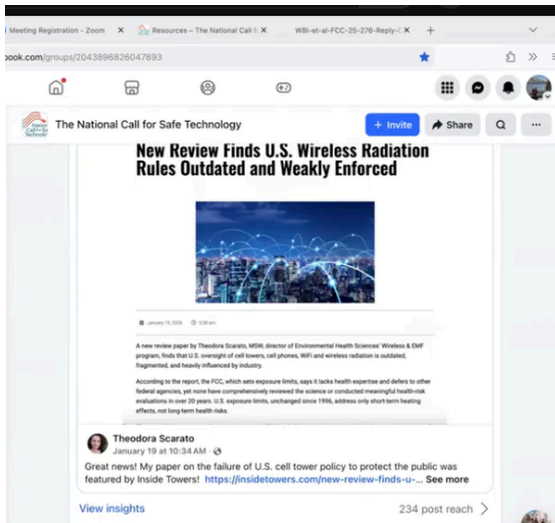 Meeting Registration - Zoom
Resources – The National Call f
WBI-et-al-FCC-25-276-Reply-C
book.com/groups/2043896826047893
The National Call for Safe Technology
+ Invite
Share
New Review Finds U.S. Wireless Radiation
Rules Outdated and Weakly Enforced
January 19, 2026
A new review paper by Theodora Scarato, MSW, director of Environmental Health Sciences' Wireless & EMF
program, finds that U.S. oversight of cell towers, cell phones, WiFi and wireless radiation is outdated,
fragmented, and heavily influenced by industry.
According to the report, the FCC, which sets exposure limits, says it lacks health expertise and defers to other
federal agencies, yet none have comprehensively reviewed the science or conducted meaningful health-risk
evaluations in over 20 years. U.S. exposure limits, unchanged since 1996, address only short-term heating
effects, not long-term health risks.
Theodora Scarato
January 19 at 10:34 AM ·
Great news! My paper on the failure of U.S. cell tower policy to protect the public was
featured by Inside Towers! https://insidetowers.com/new-review-finds-u-... See more
View insights
234 post reach